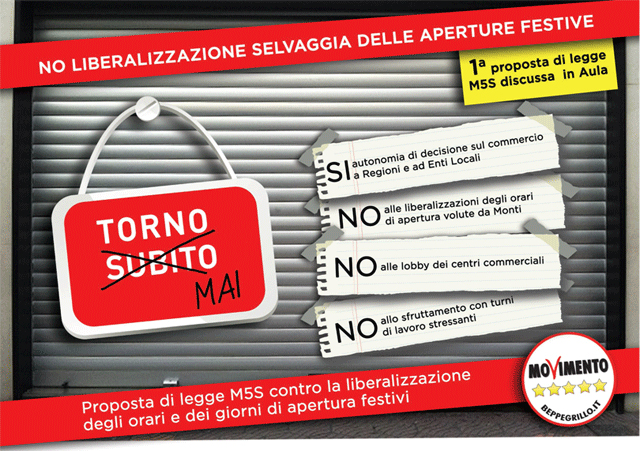 NO LIBERALIZZAZIONE SELVAGGIA DELLE APERTURE FESTIVE
1ª proposta di legge
M5S discussa in Aula
TORNO
SUBITO
MAI
SI autonomia di decisione sul commercio
a Regioni e ad Enti Locali
NO alle liberalizzazioni degli orari
di apertura volute da Monti
NO alle lobby dei centri commerciali
NO allo sfruttamento con turni
di lavoro stressanti
Proposta di legge M5S contro la liberalizzazione
degli orari e dei giorni di apertura festivi
MOVIMENTO
BEPPEGRILLO.IT